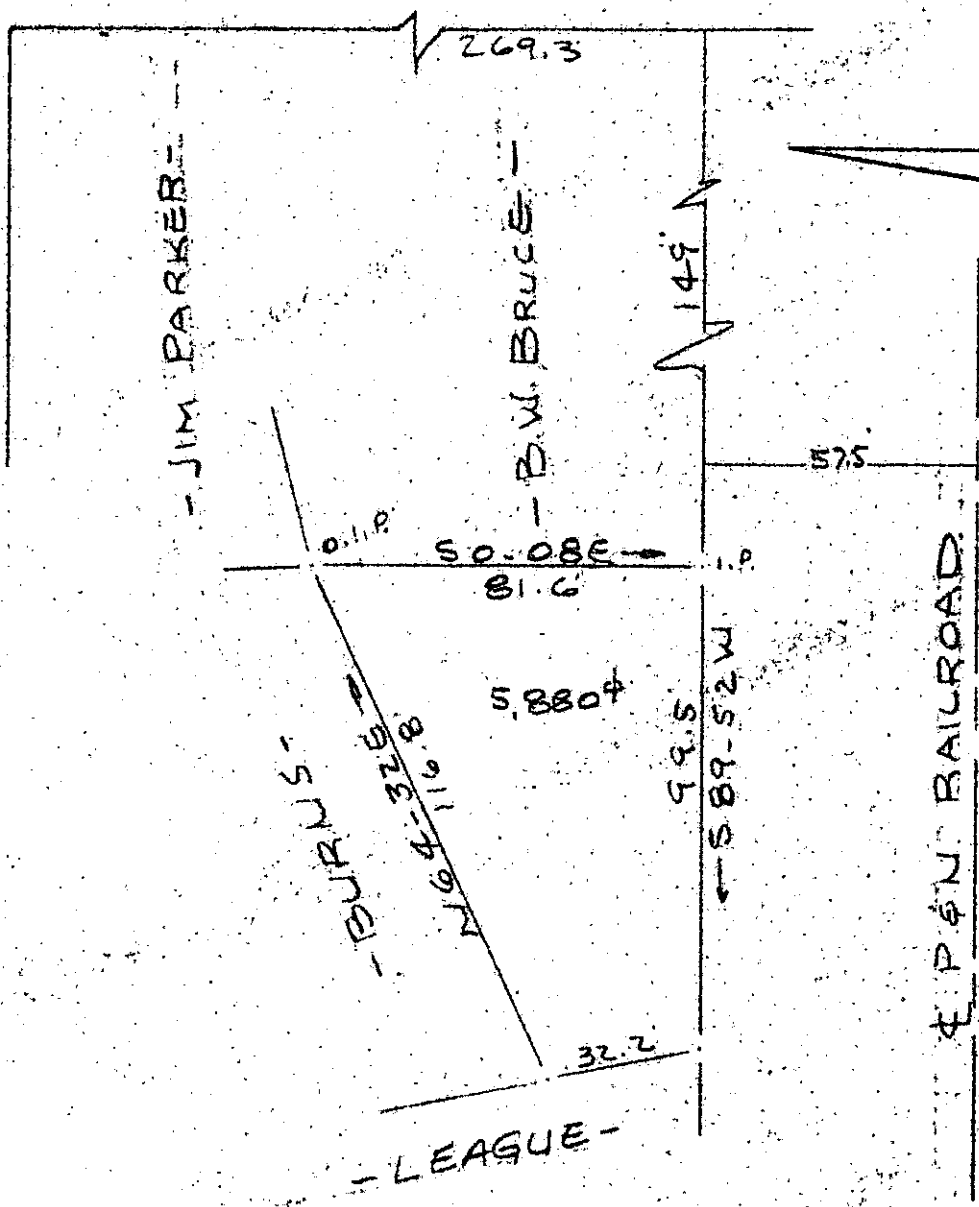 269.3
- JIM PARKER -
- B.W. BRUCE -
149'
57.5'
O.I.P.
S 0-08 E
81.6
I.P.
5,880 ⌀
N 64-32 E
116.8
- BURNS -
99.5
S 89-52 W
℄ P & N RAILROAD
32.2
- LEAGUE -